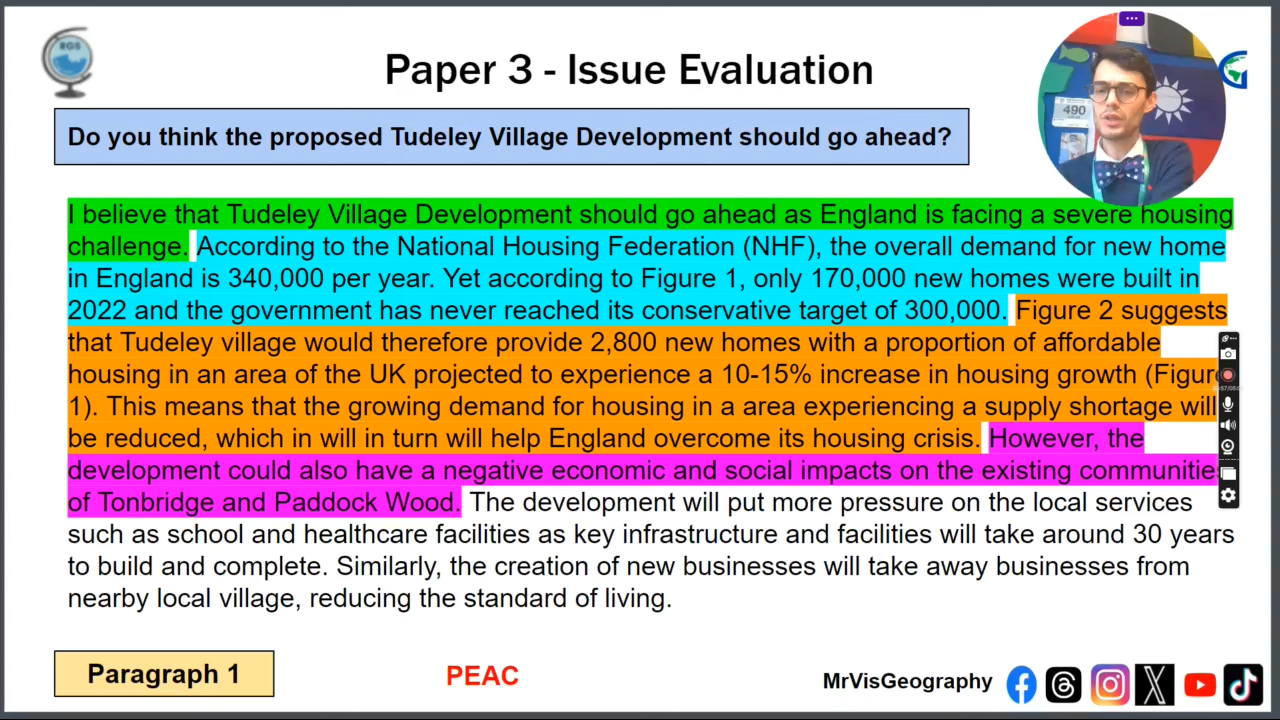 RGS
Paper 3 - Issue Evaluation
490
Do you think the proposed Tudeley Village Development should go ahead?
I believe that Tudeley Village Development should go ahead as England is facing a severe housing
challenge. According to the National Housing Federation (NHF), the overall demand for new home
in England is 340,000 per year. Yet according to Figure 1, only 170,000 new homes were built in
2022 and the government has never reached its conservative target of 300,000. Figure 2 suggests
that Tudeley village would therefore provide 2,800 new homes with a proportion of affordable
housing in an area of the UK projected to experience a 10-15% increase in housing growth (Figure
1). This means that the growing demand for housing in a area experiencing a supply shortage will
be reduced, which in will in turn will help England overcome its housing crisis. However, the
development could also have a negative economic and social impacts on the existing communitie
of Tonbridge and Paddock Wood. The development will put more pressure on the local services
such as school and healthcare facilities as key infrastructure and facilities will take around 30 years
to build and complete. Similarly, the creation of new businesses will take away businesses from
nearby local village, reducing the standard of living.
Paragraph 1
PEAC
MrVisGeography